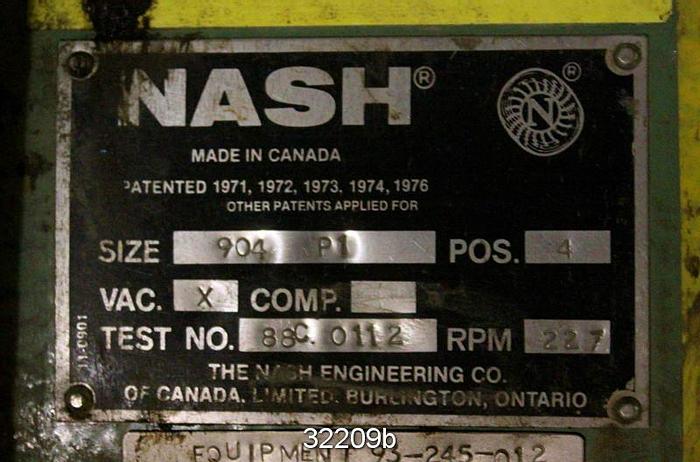 NASH®
N ®
MADE IN CANADA
PATENTED 1971, 1972, 1973. 1974, 1976
OTHER PATENTS APPLIED FOR
SIZE 904 P1 POS. 4
VAC. X COMP.
TEST NO. 88C 0112 RPM 227
THE NASH ENGINEERING CO.
OF CANADA. LIMITED. BURLINGTON, ONTARIO
EQUIPMENT 93-245-012
32209b